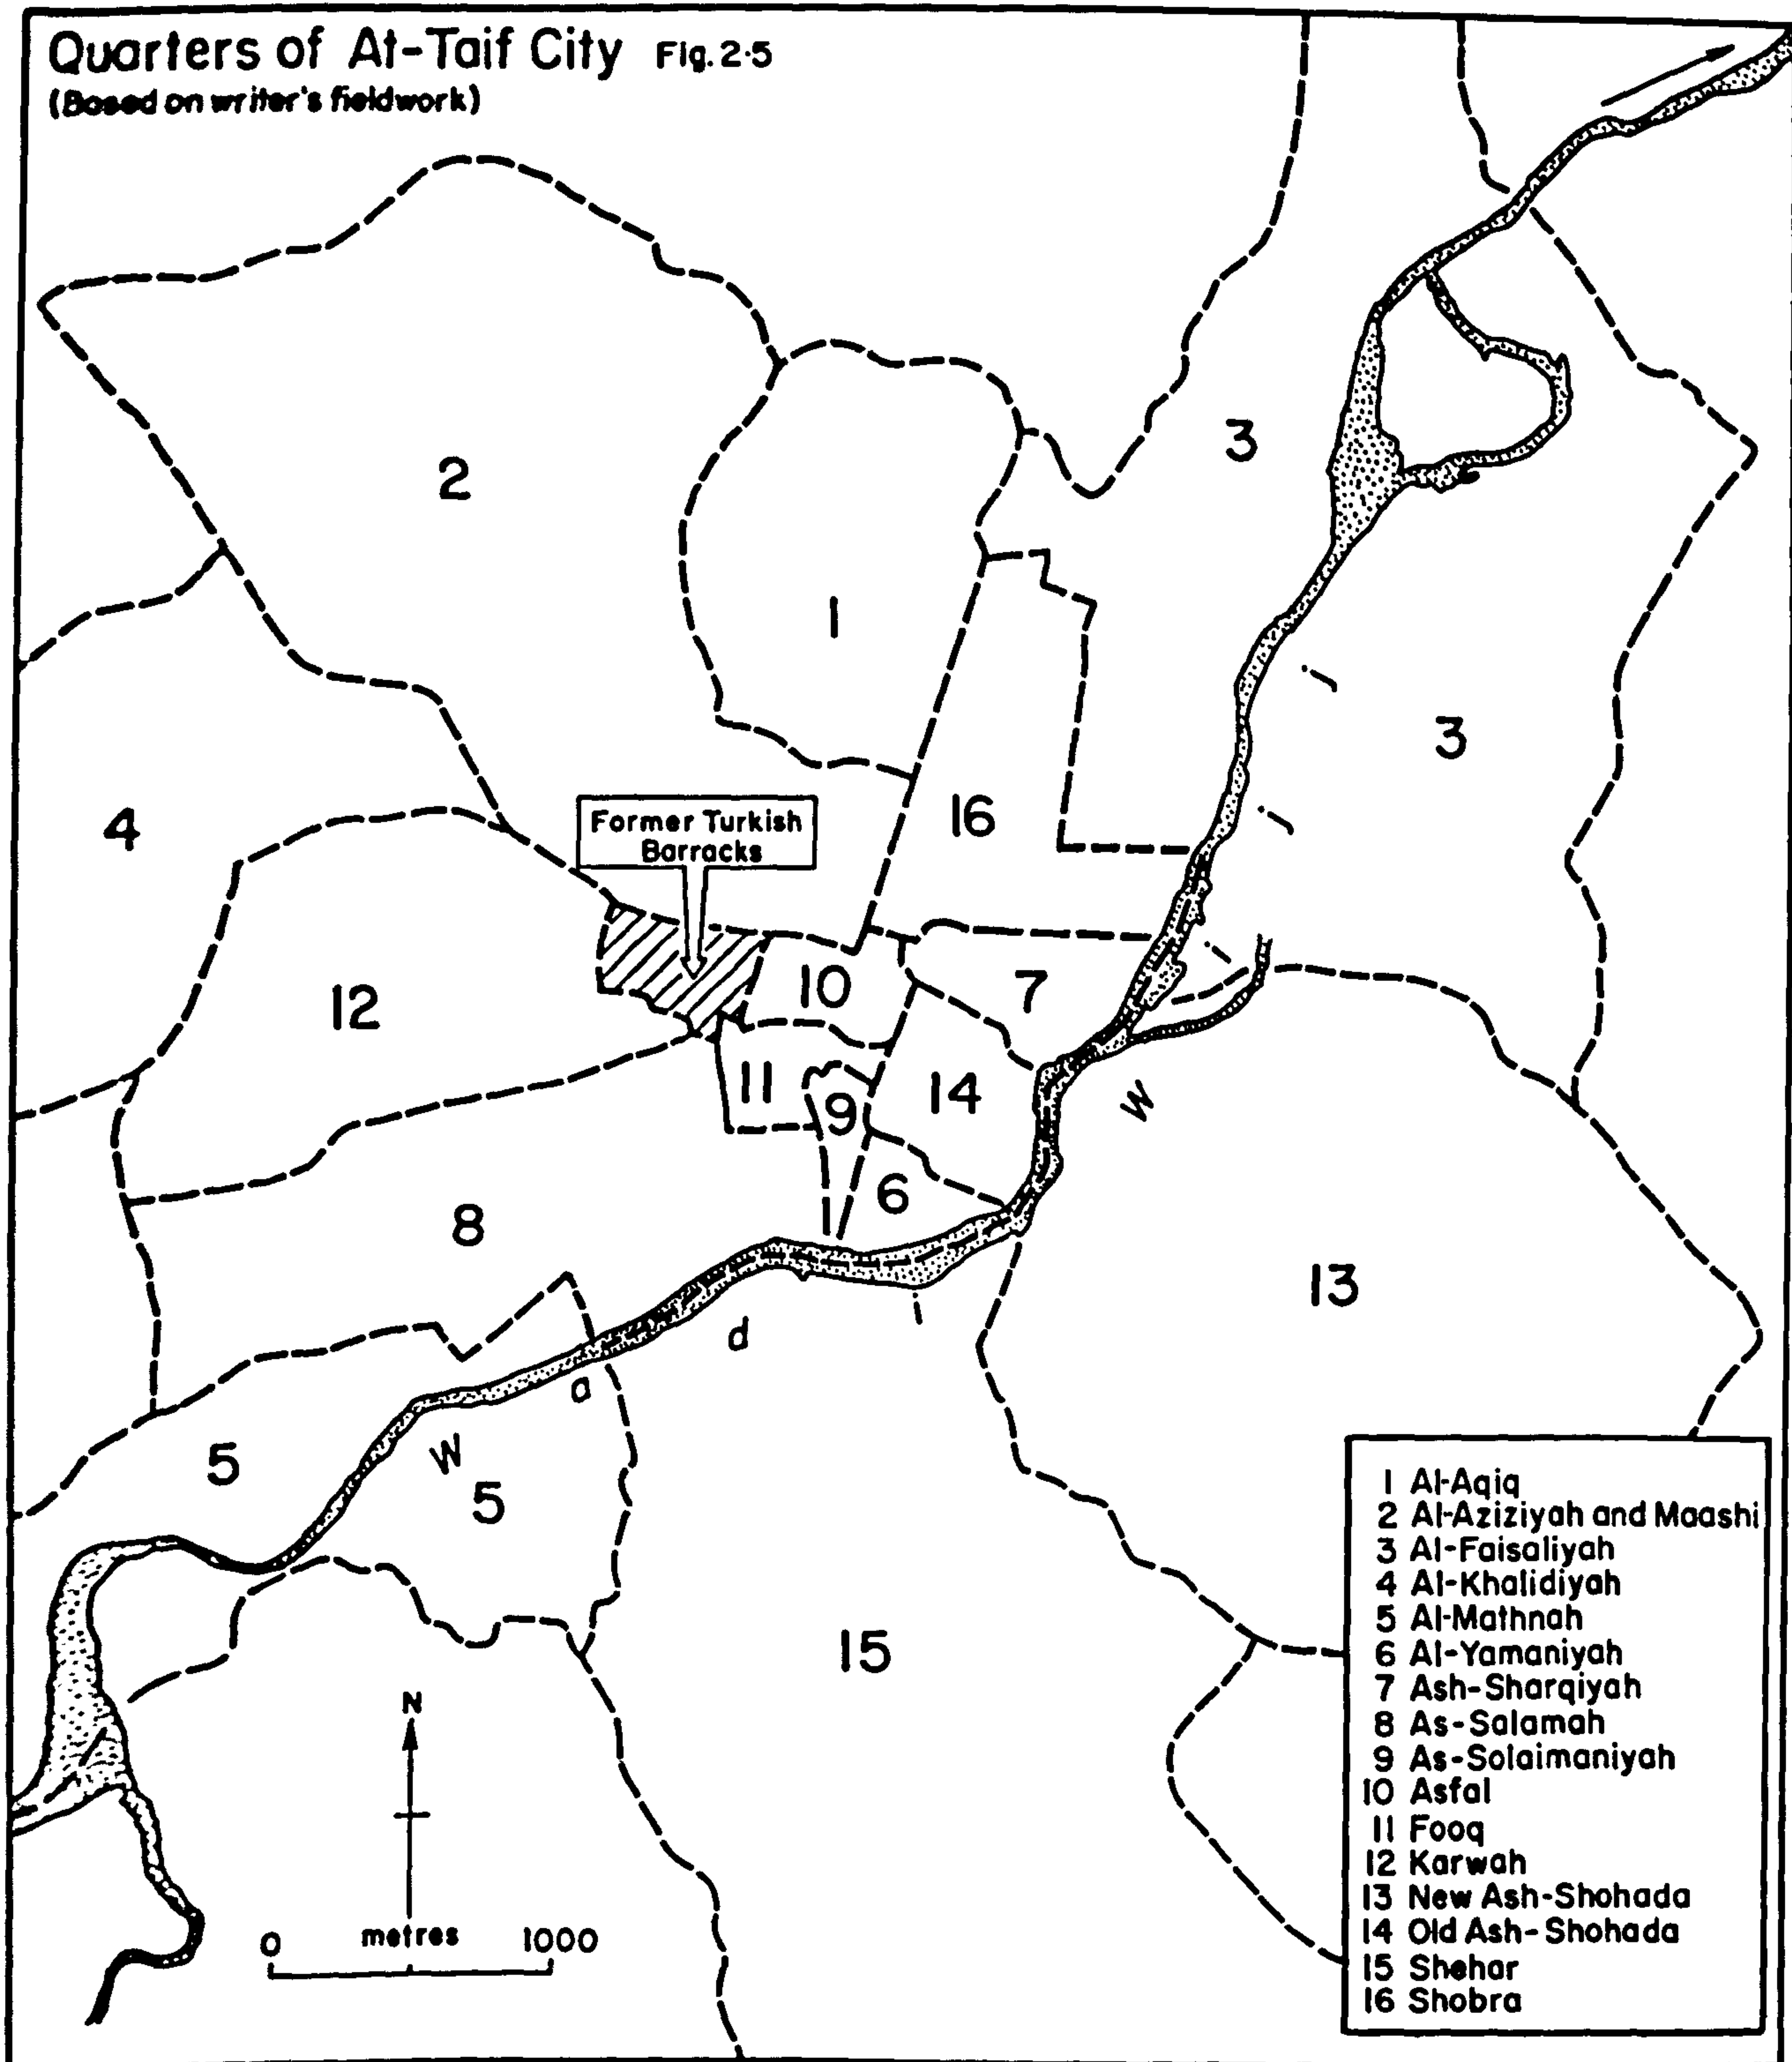 Quarters of At-Taif City Fig. 2·5
(Based on writer's fieldwork)
2
3
1
3
4
16
Former Turkish
Barracks
12
10
7
11
9
14
W
6
8
13
d
a
5
W
5
15
N
0 metres 1000
1 Al-Aqiq
2 Al-Aziziyah and Maashi
3 Al-Faisaliyah
4 Al-Khalidiyah
5 Al-Mathnah
6 Al-Yamaniyah
7 Ash-Sharqiyah
8 As-Salamah
9 As-Solaimaniyah
10 Asfal
11 Fooq
12 Karwah
13 New Ash-Shohada
14 Old Ash-Shohada
15 Shehar
16 Shobra